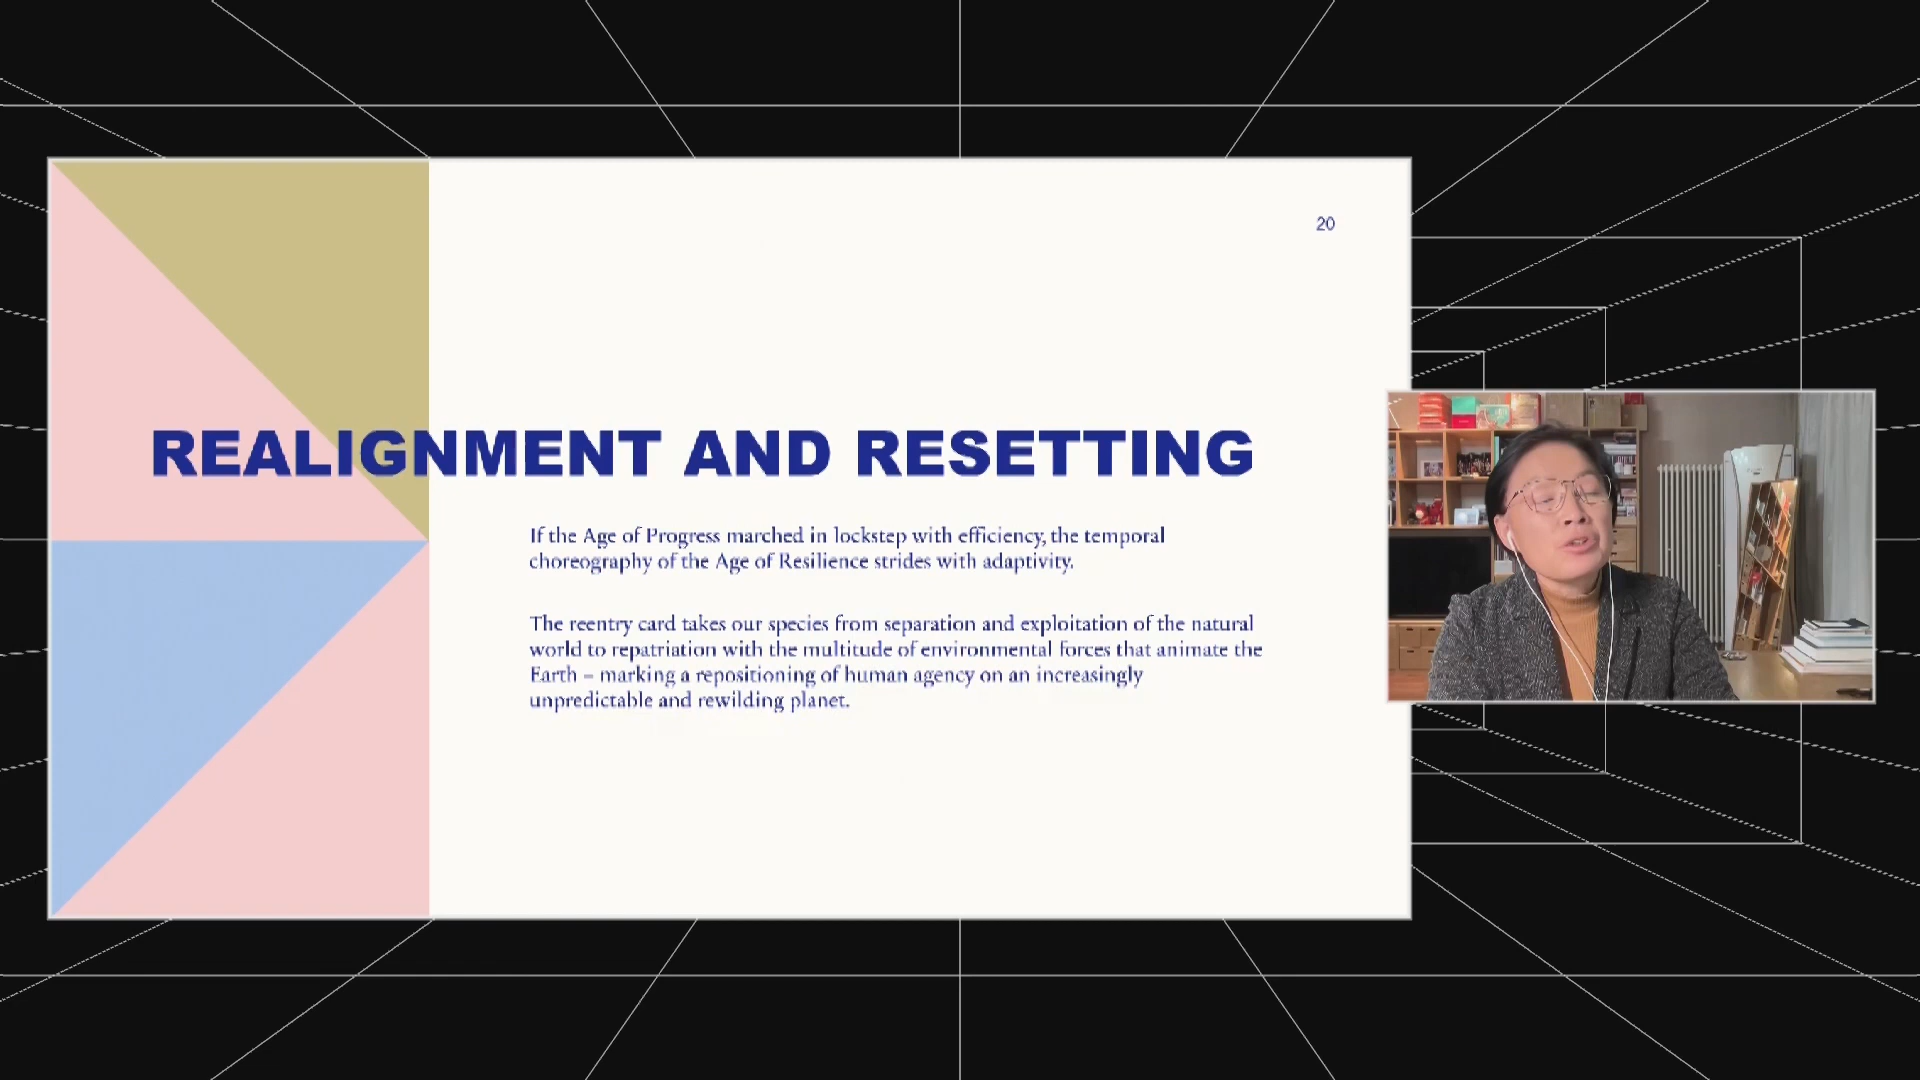 20
REALIGNMENT AND RESETTING
If the Age of Progress marched in lockstep with efficiency, the temporal
choreography of the Age of Resilience strides with adaptivity.
The reentry card takes our species from separation and exploitation of the natural
world to repatriation with the multitude of environmental forces that animate the
Earth – marking a repositioning of human agency on an increasingly
unpredictable and rewilding planet.